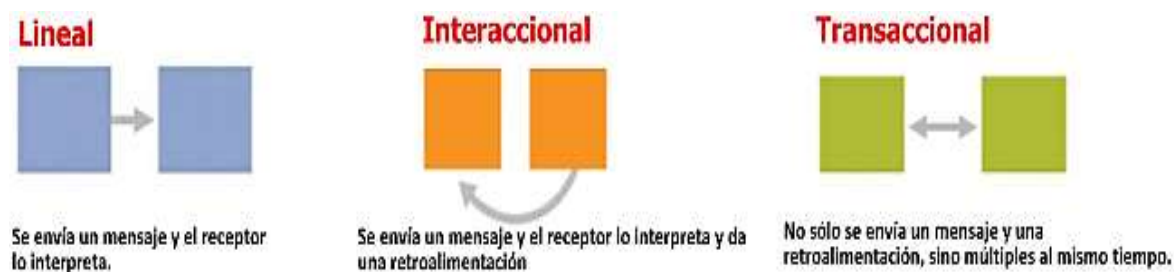 Lineal
Interaccional
Transaccional
Se envía un mensaje y el receptor
lo interpreta.
Se envía un mensaje y el receptor lo Interpreta y da
una retroalimentación
No sólo se envía un mensaje y una
retroalimentación, sino múltiples al mismo tiempo.